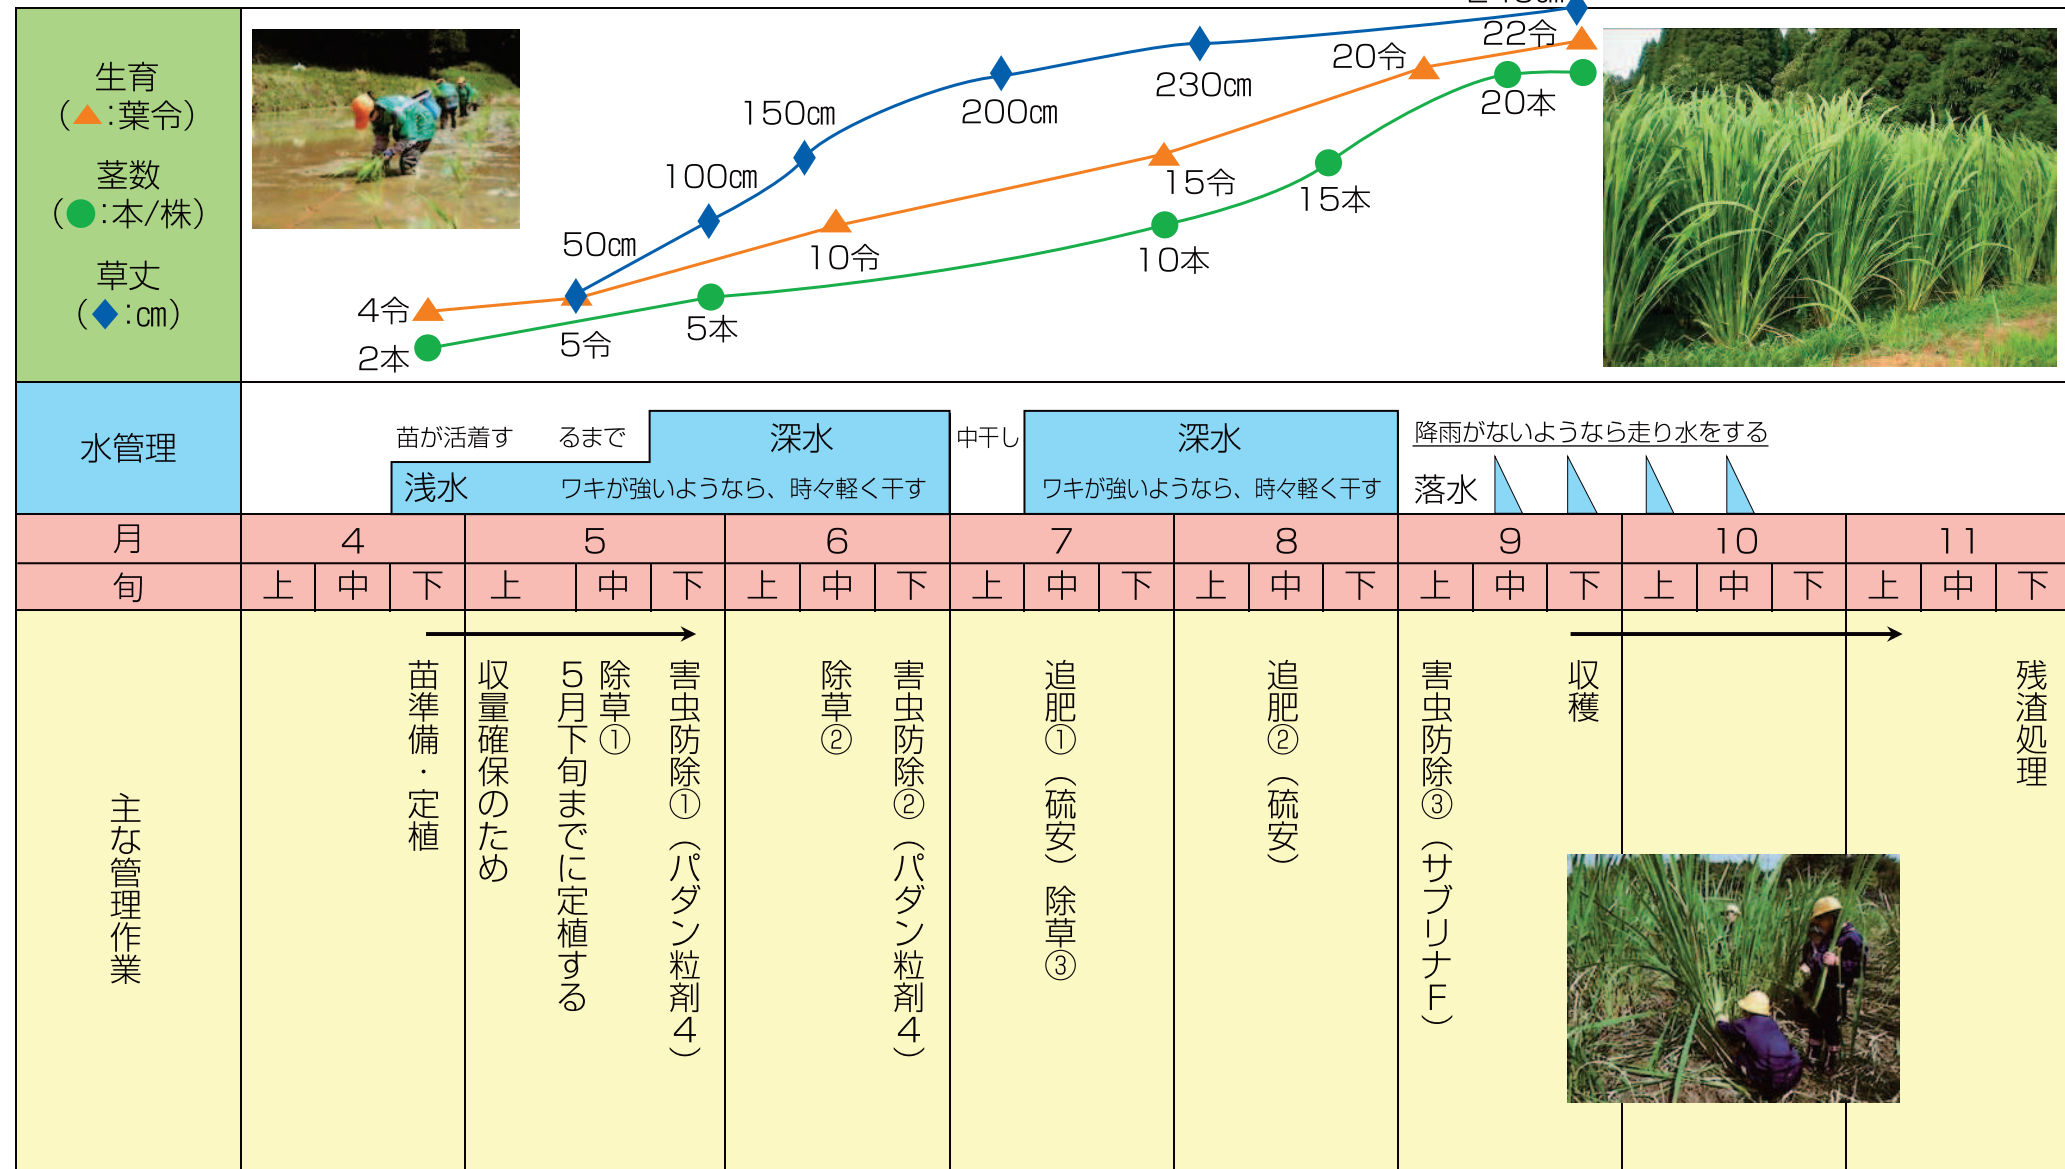 生育
（▲：葉令）
茎数
（●：本/株）
草丈
（◆：cm）
4令
5令
10令
15令
20令
22令
2本
5本
10本
15本
20本
50cm
100cm
150cm
200cm
230cm
水管理
苗が活着するまで
浅水
深水
ワキが強いようなら、時々軽く干す
中干し
深水
ワキが強いようなら、時々軽く干す
降雨がないようなら走り水をする
落水
月 4 5 6 7 8 9 10 11
旬 上 中 下 上 中 下 上 中 下 上 中 下 上 中 下 上 中 下 上 中 下 上 中 下
主な管理作業
苗準備・定植
収量確保のため
5月下旬までに定植する
除草①
害虫防除①（パダン粒剤4）
除草②
害虫防除②（パダン粒剤4）
追肥①（硫安） 除草③
追肥②（硫安）
害虫防除③（サブリナF）
収穫
残渣処理